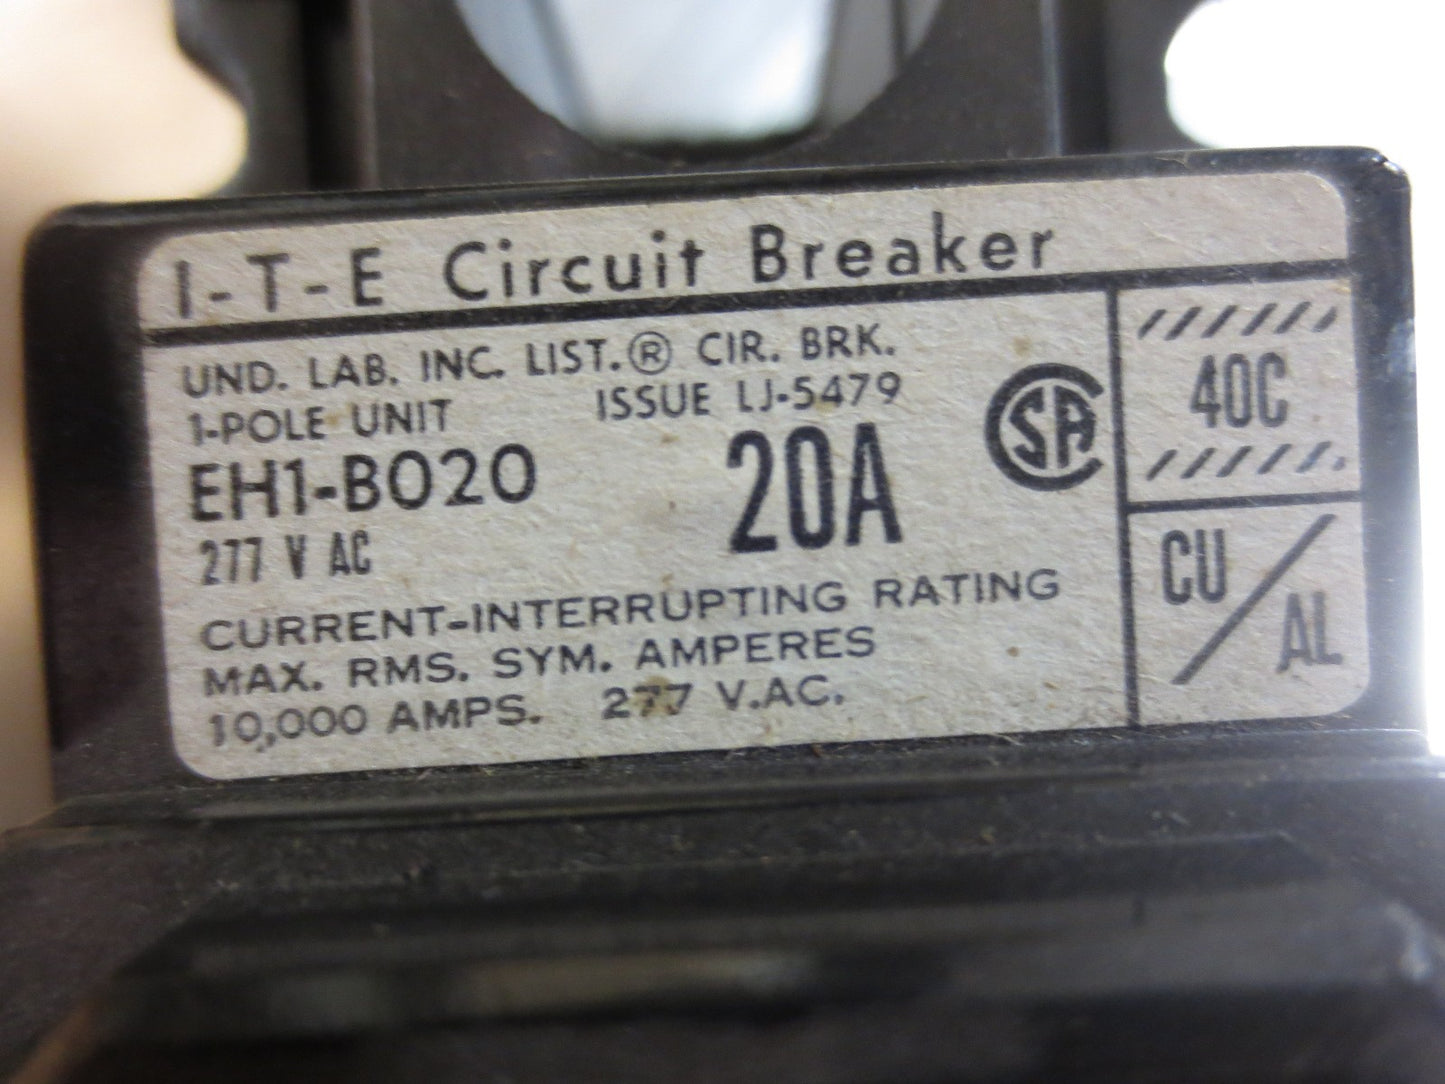 I-T-E Circuit Breaker
UND. LAB. INC. LIST.® CIR. BRK.
1-POLE UNIT ISSUE LJ-5479
EH1-B020 20A
277 V AC
CURRENT-INTERRUPTING RATING
MAX. RMS. SYM. AMPERES
10,000 AMPS. 277 V.AC.
SA
40C
CU/AL